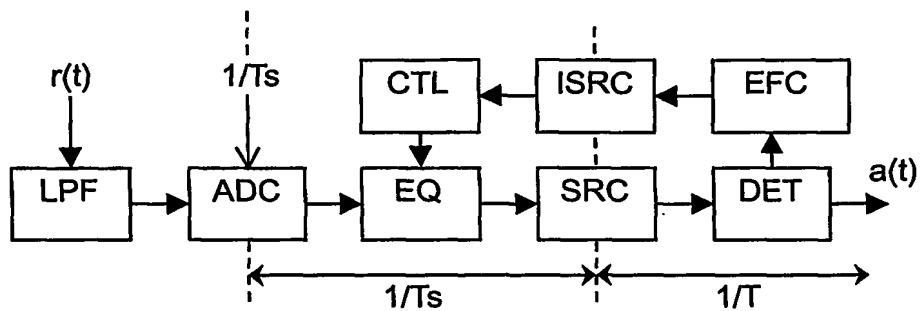 r(t)
1/Ts
CTL
ISRC
EFC
LPF
ADC
EQ
SRC
DET
a(t)
1/Ts
1/T